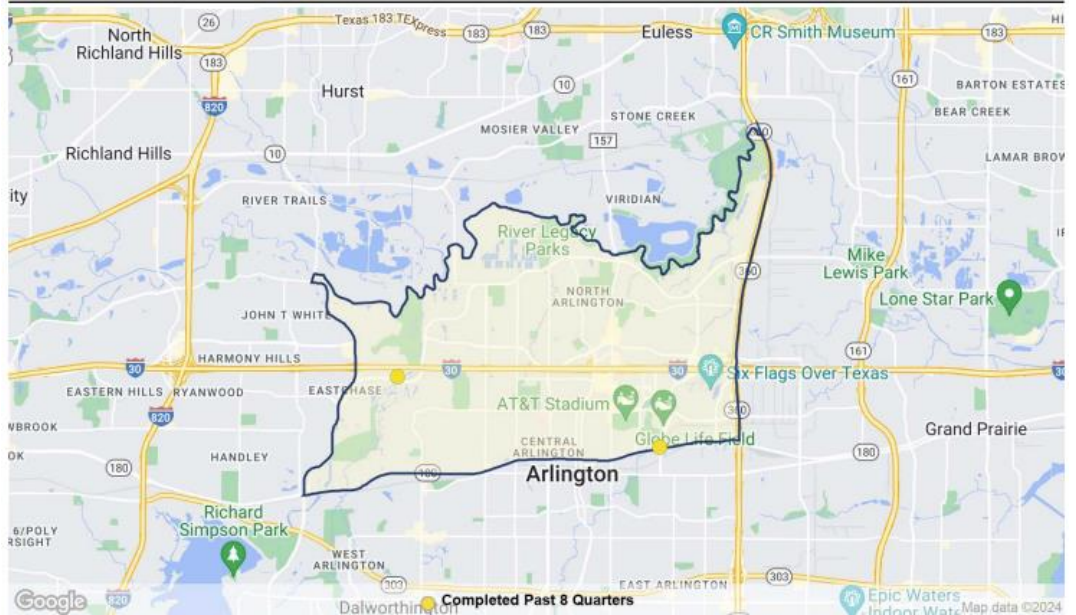 Texas 183 TEXpress
26
183
183
183
North
Richland Hills
Euless
CR Smith Museum
183
820
161
Hurst
10
BARTON ESTATES
BEAR CREEK
STONE CREEK
MOSIER VALLEY
157
Richland Hills
10
LAMAR
RIVER TRAILS
VIRIDIAN
River Legacy
Parks
360
Mike
Lewis Park
NORTH
ARLINGTON
Lone Star Park
JOHN T WHITE
HARMONY HILLS
161
30
30
30
Six Flags Over Texas
EASTERN HILLS
RYANWOOD
EASTCHASE
820
AT&T Stadium
360
Globe Life Field
CENTRAL
ARLINGTON
Grand Prairie
180
HANDLEY
180
180
Arlington
Richard
Simpson Park
WEST
ARLINGTON
303
EAST ARLINGTON
303
820
Google
Dalworthington
Completed Past 8 Quarters
Epic Waters
Map data ©2024